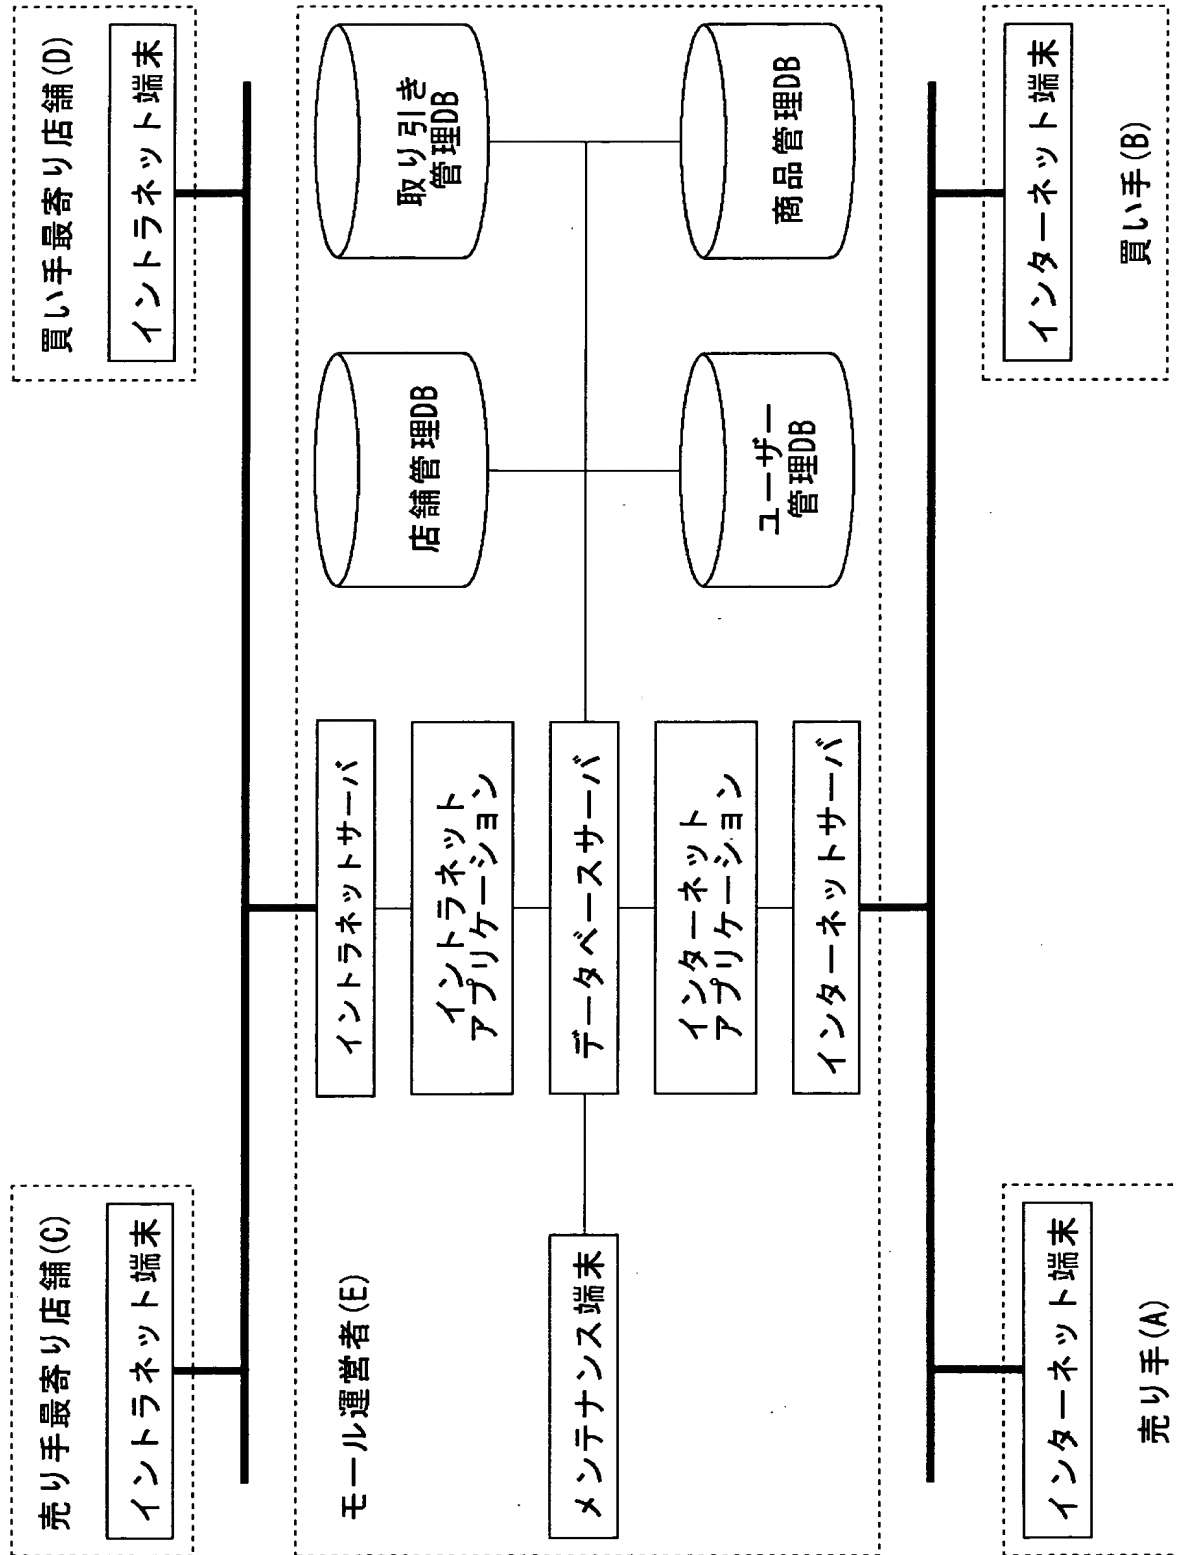 売り手最寄り店舗(C)
イントラネット端末
買い手最寄り店舗(D)
イントラネット端末
モール運営者(E)
イントラネットサーバ
イントラネット
アプリケーション
データベースサーバ
インターネット
アプリケーション
インターネットサーバ
メンテナンス端末
店舗管理DB
取り引き
管理DB
ユーザー
管理DB
商品管理DB
インターネット端末
売り手(A)
インターネット端末
買い手(B)